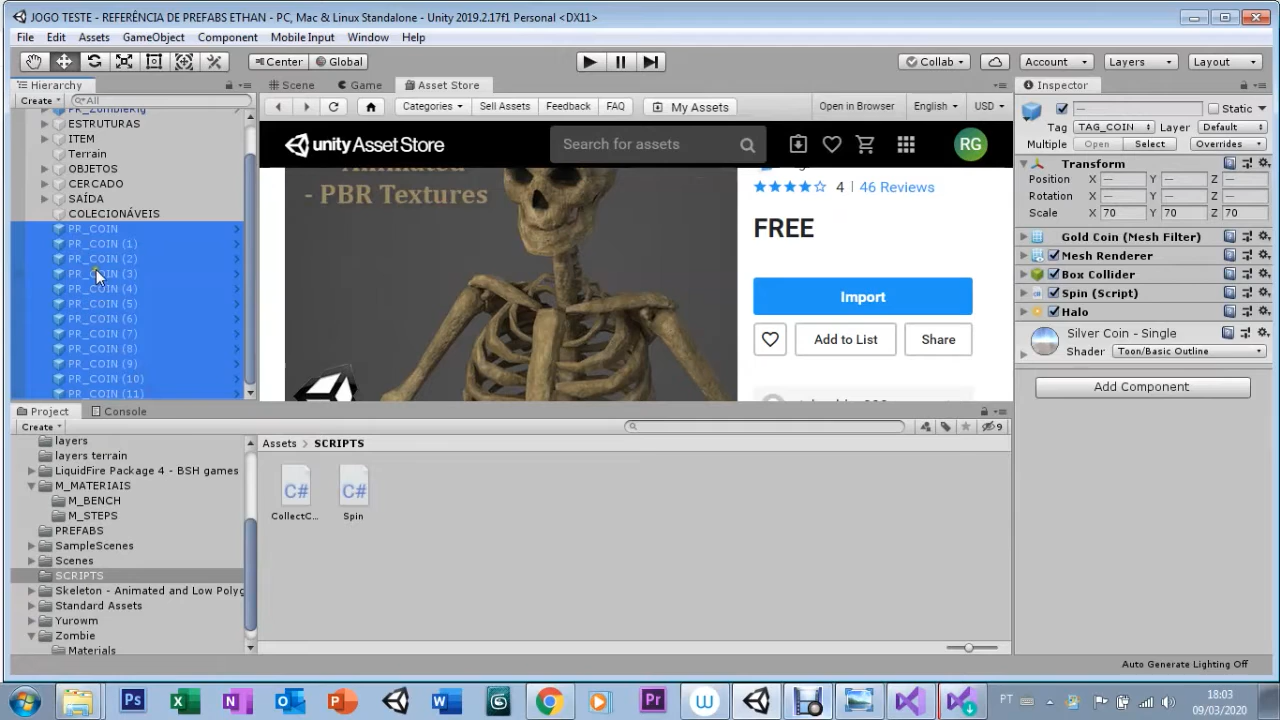 JOGO TESTE - REFERÊNCIA DE PREFABS ETHAN - PC, Mac & Linux Standalone - Unity 2019.2.17f1 Personal <DX11>
File Edit Assets GameObject Component Mobile Input Window Help
Center Global Collab Account Layers Layout
Hierarchy
Create All
PR_ZombieRig
ESTRUTURAS
ITEM
Terrain
OBJETOS
CERCADO
SAÍDA
COLECIONÁVEIS
PR_COIN
PR_COIN (1)
PR_COIN (2)
PR_COIN (3)
PR_COIN (4)
PR_COIN (5)
PR_COIN (6)
PR_COIN (7)
PR_COIN (8)
PR_COIN (9)
PR_COIN (10)
PR_COIN (11)
Scene Game Asset Store
Categories Sell Assets Feedback FAQ My Assets Open in Browser English USD
unity Asset Store Search for assets RG
Animated
- PBR Textures
4 | 46 Reviews
FREE
Import
Add to List Share
Inspector
— Static
Tag TAG_COIN Layer Default
Multiple Open Select Overrides
Transform
Position X — Y — Z —
Rotation X — Y — Z —
Scale X 70 Y 70 Z 70
Gold Coin (Mesh Filter)
Mesh Renderer
Box Collider
Spin (Script)
Halo
Silver Coin - Single
Shader Toon/Basic Outline
Add Component
Project Console
Create
9
layers
layers terrain
LiquidFire Package 4 - BSH games
M_MATERIAIS
M_BENCH
M_STEPS
PREFABS
SampleScenes
Scenes
SCRIPTS
Skeleton - Animated and Low Polyg
Standard Assets
Yurowm
Zombie
Materials
Assets > SCRIPTS
C# C#
CollectC... Spin
Auto Generate Lighting Off
Ps N W Pr W
PT
18:03
09/03/2020